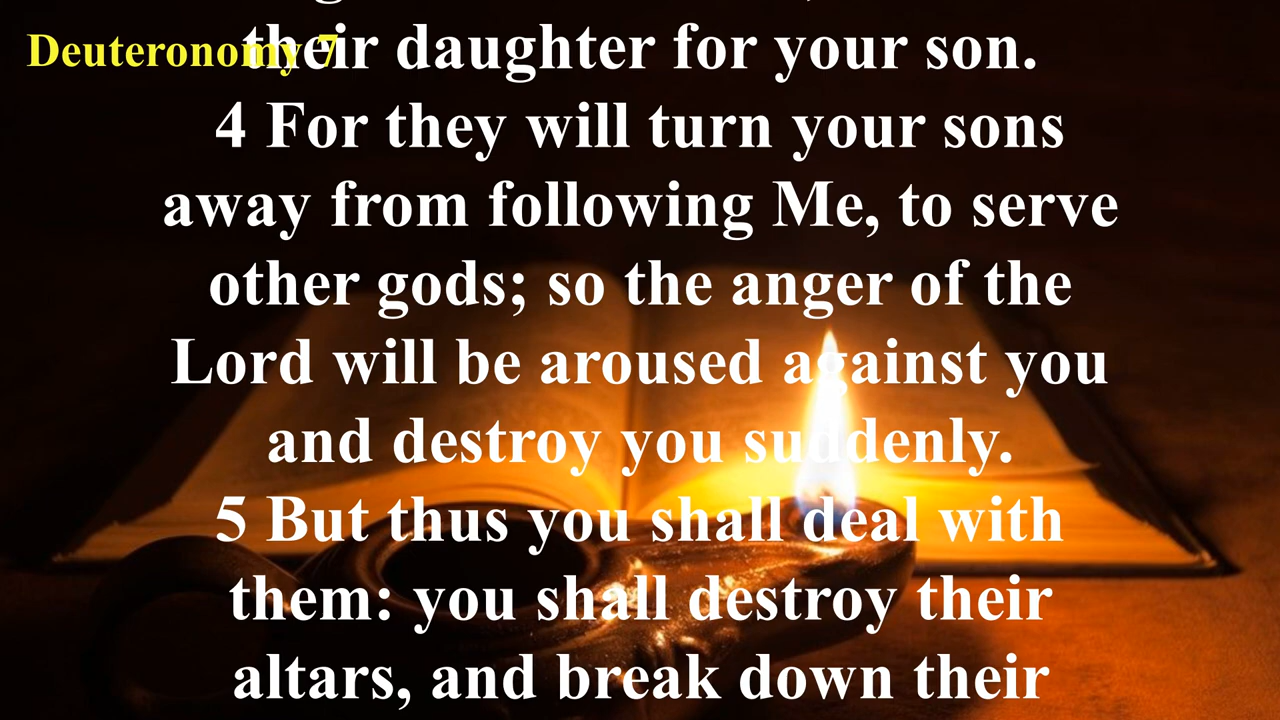 Deuteronomy 7
their daughter for your son.
4 For they will turn your sons
away from following Me, to serve
other gods; so the anger of the
Lord will be aroused against you
and destroy you suddenly.
5 But thus you shall deal with
them: you shall destroy their
altars, and break down their